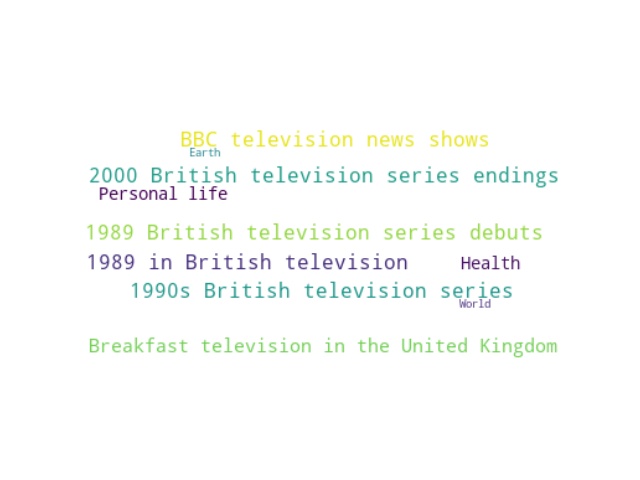 BBC television news shows
Earth
2000 British television series endings
Personal life
1989 British television series debuts
1989 in British television
Health
1990s British television series
World
Breakfast television in the United Kingdom